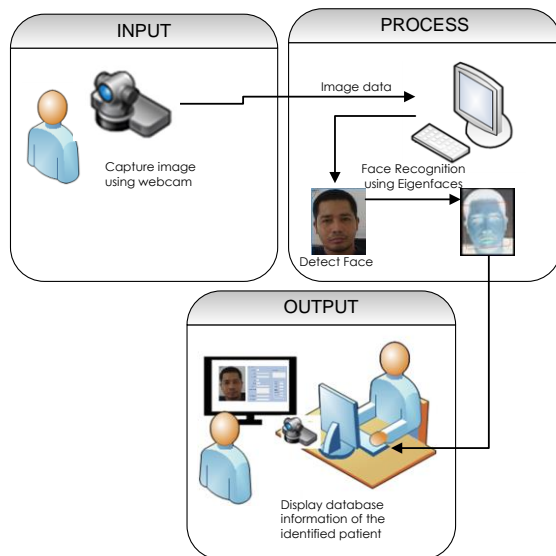 INPUT
Capture image
using webcam
PROCESS
Image data
Face Recognition
using Eigenfaces
Detect Face
OUTPUT
Display database
information of the
identified patient